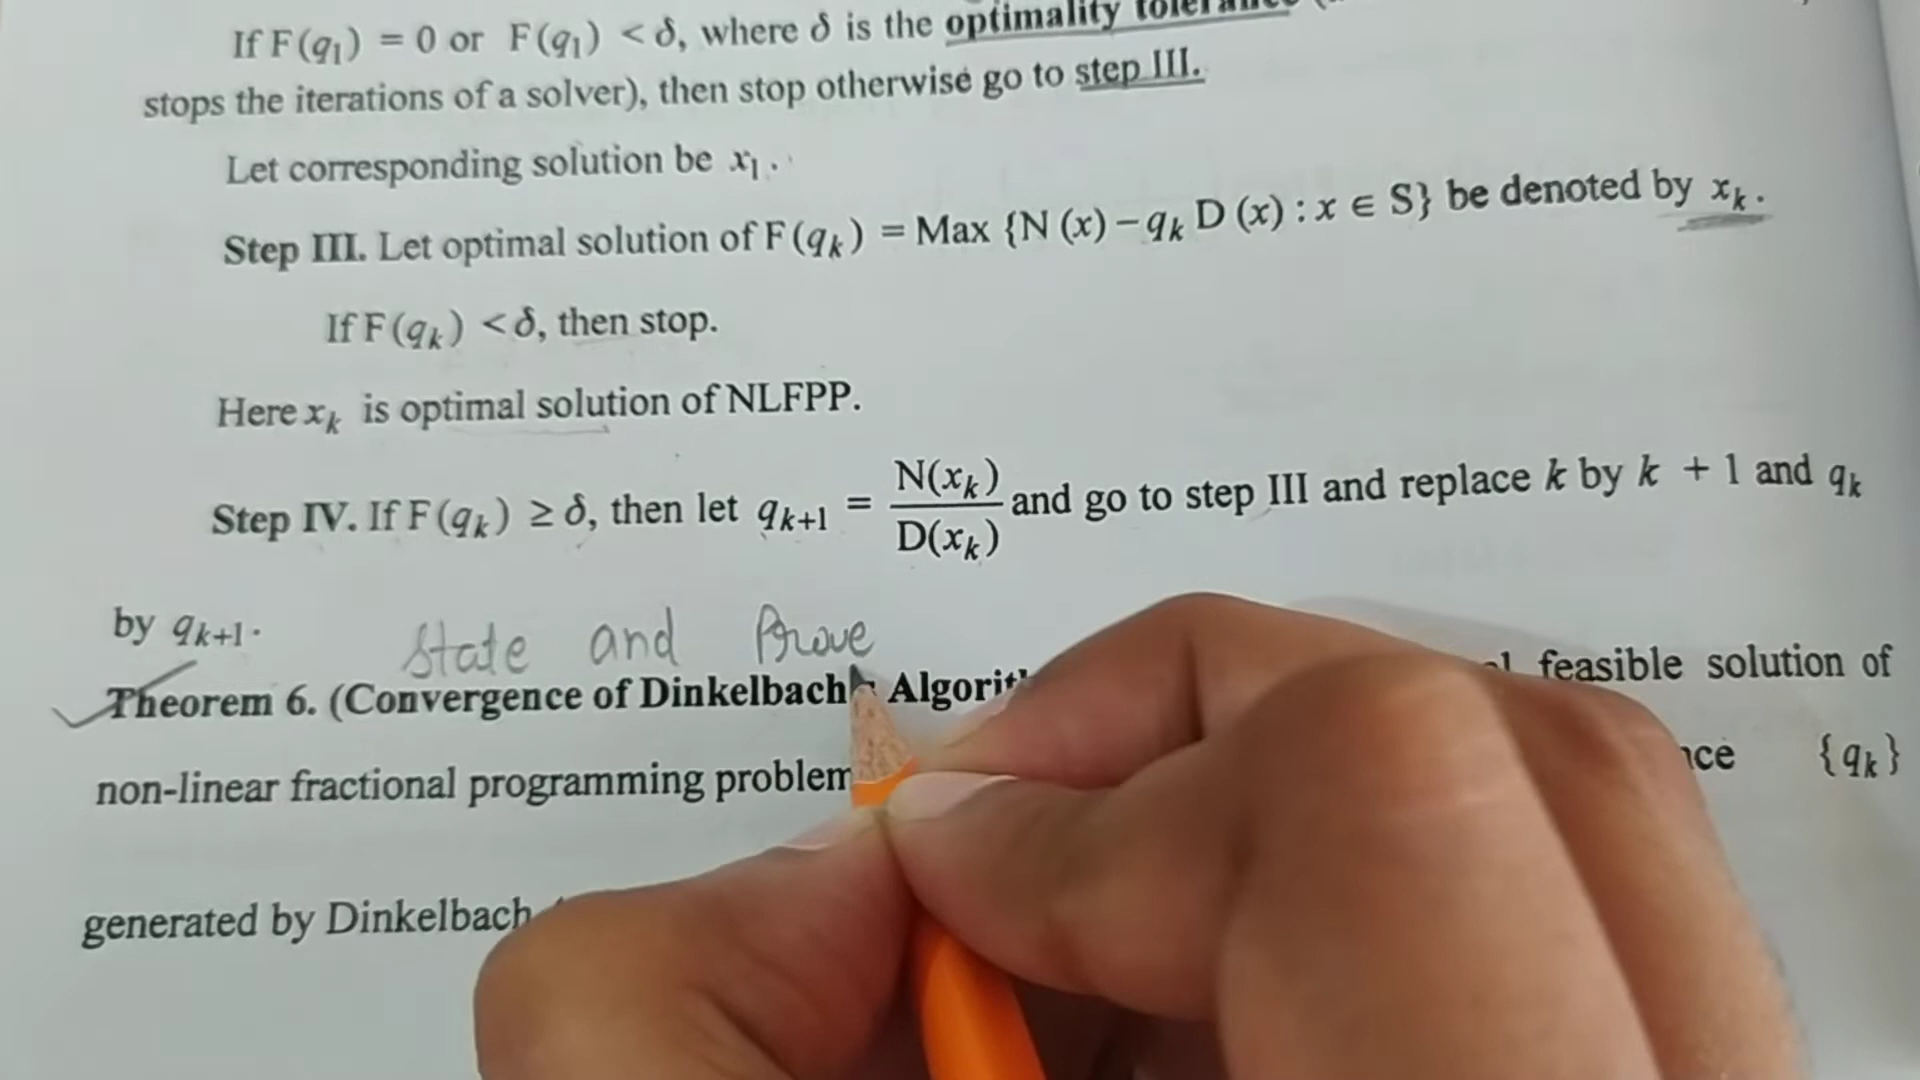 If F(q₁) = 0 or F(q₁) < δ, where δ is the optimality tolerance
stops the iterations of a solver), then stop otherwise go to step III.
Let corresponding solution be x₁.
Step III. Let optimal solution of F(qₖ) = Max {N (x) – qₖ D (x) : x ∈ S} be denoted by xₖ.
If F(qₖ) < δ, then stop.
Here xₖ is optimal solution of NLFPP.
Step IV. If F(qₖ) ≥ δ, then let qₖ₊₁ = N(xₖ)/D(xₖ) and go to step III and replace k by k + 1 and qₖ
by qₖ₊₁.
State and Prove
Theorem 6. (Convergence of Dinkelbach's feasible solution of
non-linear fractional programming {qₖ}
generated by Dinkelbach